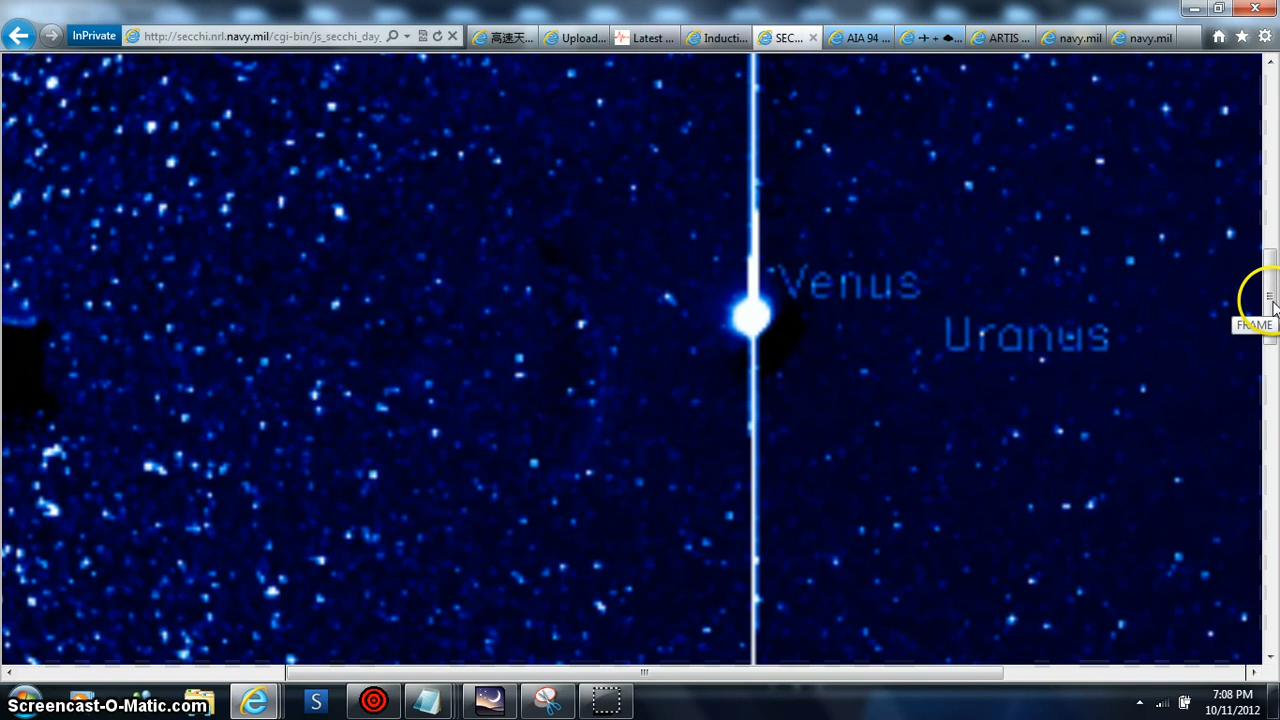 InPrivate
http://secchi.nrl.navy.mil/cgi-bin/js_secchi_day_
高速天...
Upload...
Latest ...
Inducti...
SEC...
AIA 94 ...
ARTIS ...
navy.mil
navy.mil
Venus
Uranus
FRAME
S
Screencast-O-Matic.com
7:08 PM
10/11/2012